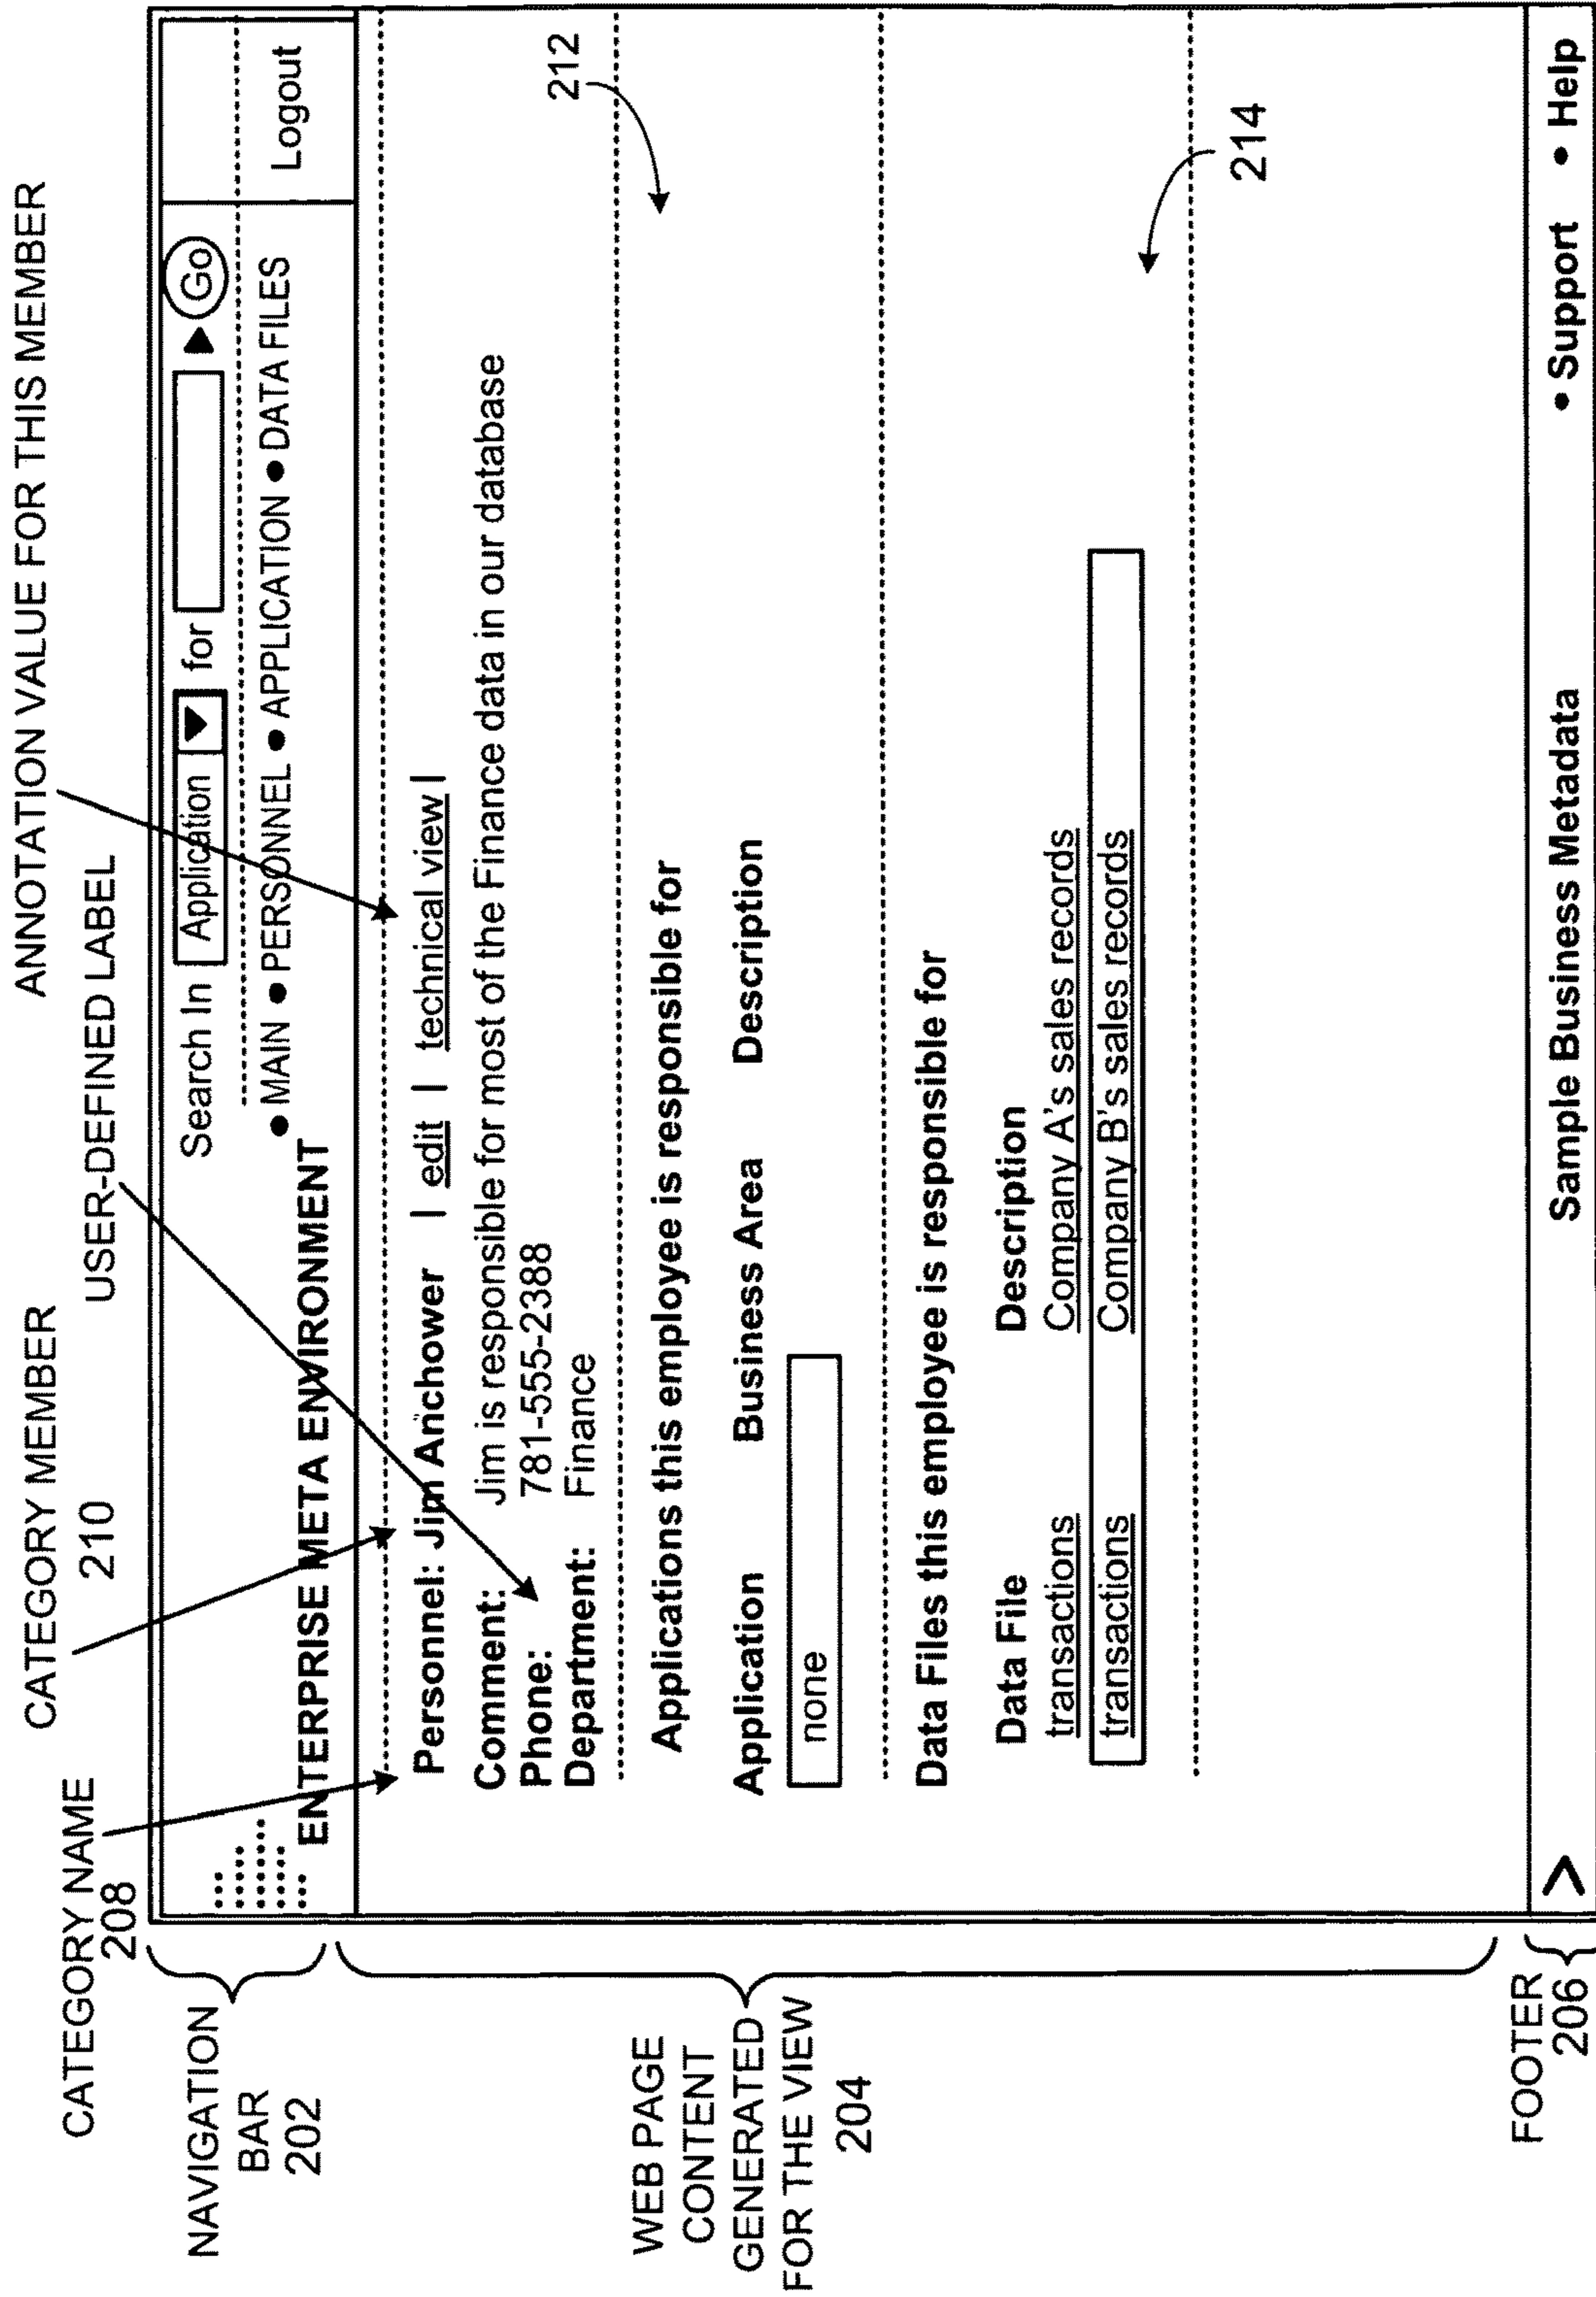 ANNOTATION VALUE FOR THIS MEMBER
USER-DEFINED LABEL
CATEGORY MEMBER
210
CATEGORY NAME
208
NAVIGATION
BAR
202
Search In Application for Go
• MAIN • PERSONNEL • APPLICATION • DATA FILES
Logout
ENTERPRISE META ENVIRONMENT
WEB PAGE
CONTENT
GENERATED
FOR THE VIEW
204
Personnel: Jim Anchower | edit | technical view |
Comment: Jim is responsible for most of the Finance data in our database
Phone: 781-555-2388
Department: Finance
212
Applications this employee is responsible for
Application Business Area Description
none
Data Files this employee is responsible for
Data File Description
transactions Company A's sales records
transactions Company B's sales records
214
FOOTER
206
Sample Business Metadata • Support • Help